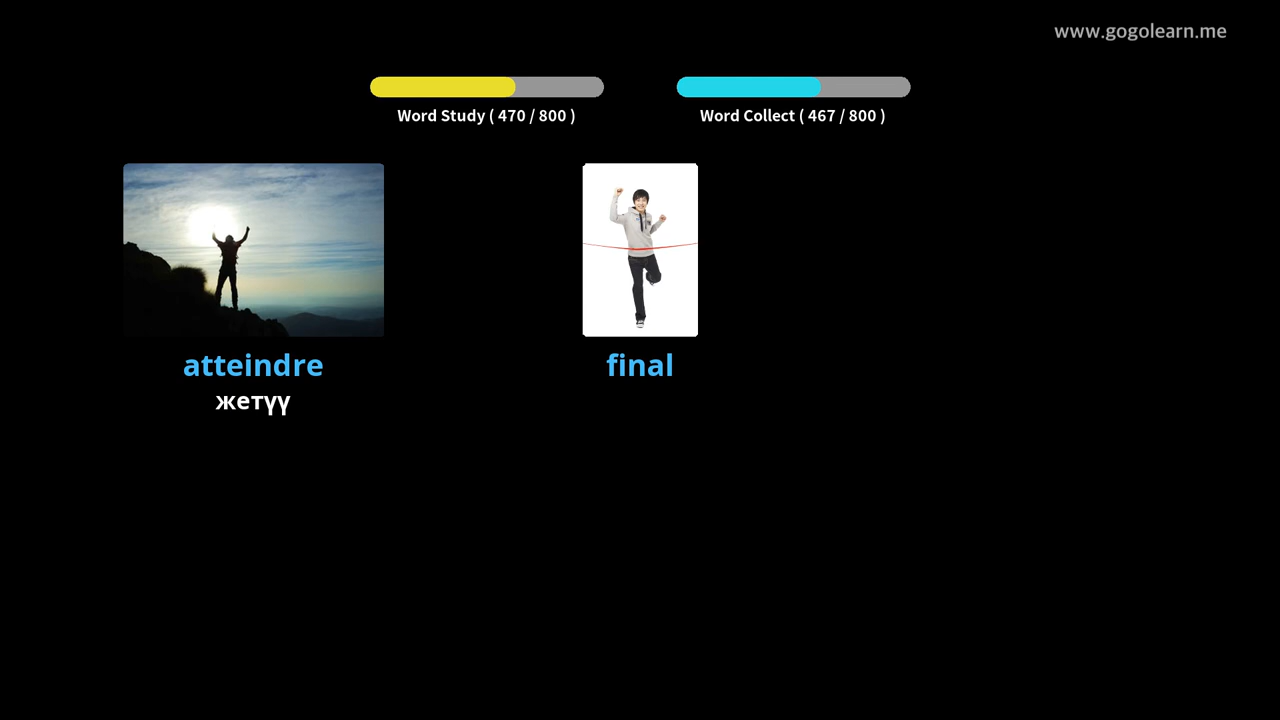 www.gogolearn.me
Word Study ( 470 / 800 )
Word Collect ( 467 / 800 )
atteindre
жетүү
final